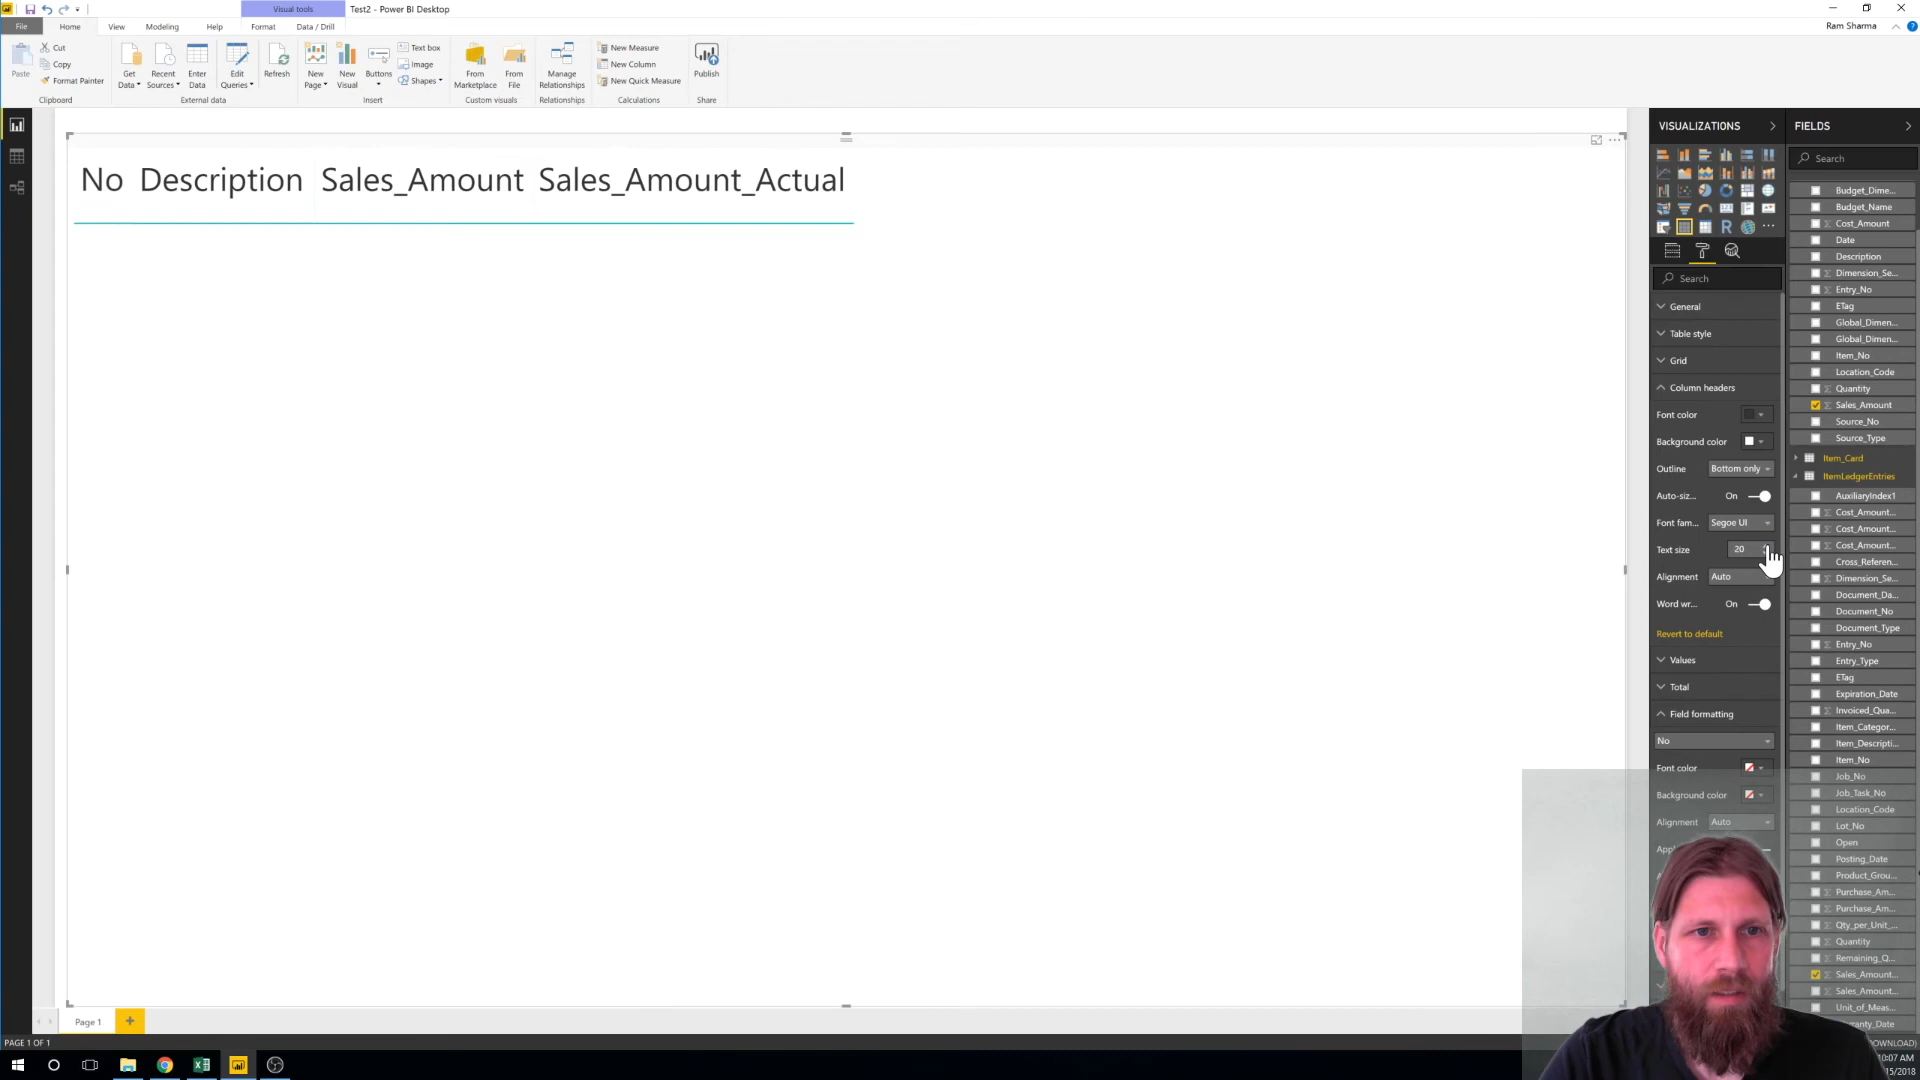 Visual tools
Test2 - Power BI Desktop
File
Home
View
Modeling
Help
Format
Data / Drill
Ram Sharma
Paste
Cut
Copy
Format Painter
Clipboard
Get
Data
Recent
Sources
Enter
Data
Edit
Queries
Refresh
External data
New
Page
New
Visual
Buttons
Text box
Image
Shapes
Insert
From
Marketplace
From
File
Custom visuals
Manage
Relationships
Relationships
New Measure
New Column
New Quick Measure
Calculations
Publish
Share
No Description Sales_Amount Sales_Amount_Actual
VISUALIZATIONS
R
Search
General
Table style
Grid
Column headers
Font color
Background color
Outline Bottom only
Auto-siz... On
Font fam... Segoe UI
Text size 20
Alignment Auto
Word wr... On
Revert to default
Values
Total
Field formatting
No
Font color
Background color
Alignment Auto
FIELDS
Search
Budget_Dime...
Budget_Name
Cost_Amount
Date
Description
Dimension_Se...
Entry_No
ETag
Global_Dimen...
Global_Dimen...
Item_No
Location_Code
Quantity
Sales_Amount
Source_No
Source_Type
Item_Card
ItemLedgerEntries
AuxiliaryIndex1
Cost_Amount...
Cost_Amount...
Cost_Amount...
Cross_Referen...
Dimension_Se...
Document_Da...
Document_No
Document_Type
Entry_No
Entry_Type
ETag
Expiration_Date
Invoiced_Qua...
Item_Categor...
Item_Descripti...
Item_No
Job_No
Job_Task_No
Location_Code
Lot_No
Open
Posting_Date
Product_Grou...
Purchase_Am...
Purchase_Am...
Qty_per_Unit_...
Quantity
Remaining_Q...
Sales_Amount...
Sales_Amount...
Unit_of_Meas...
Page 1
PAGE 1 OF 1
10:07 AM